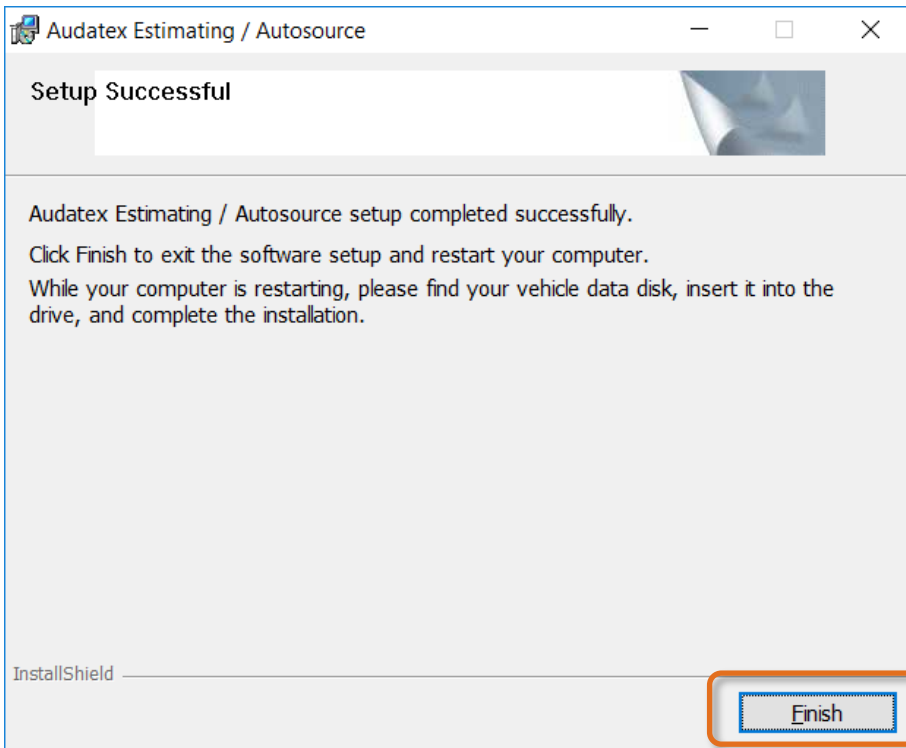 Audatex Estimating / Autosource
Setup Successful
Audatex Estimating / Autosource setup completed successfully.
Click Finish to exit the software setup and restart your computer.
While your computer is restarting, please find your vehicle data disk, insert it into the
drive, and complete the installation.
InstallShield
Finish